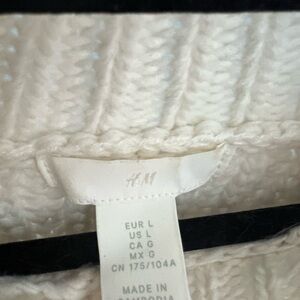 H&M
EUR L
US L
CA G
MX G
CN 175/104A
MADE IN
CAMBODIA